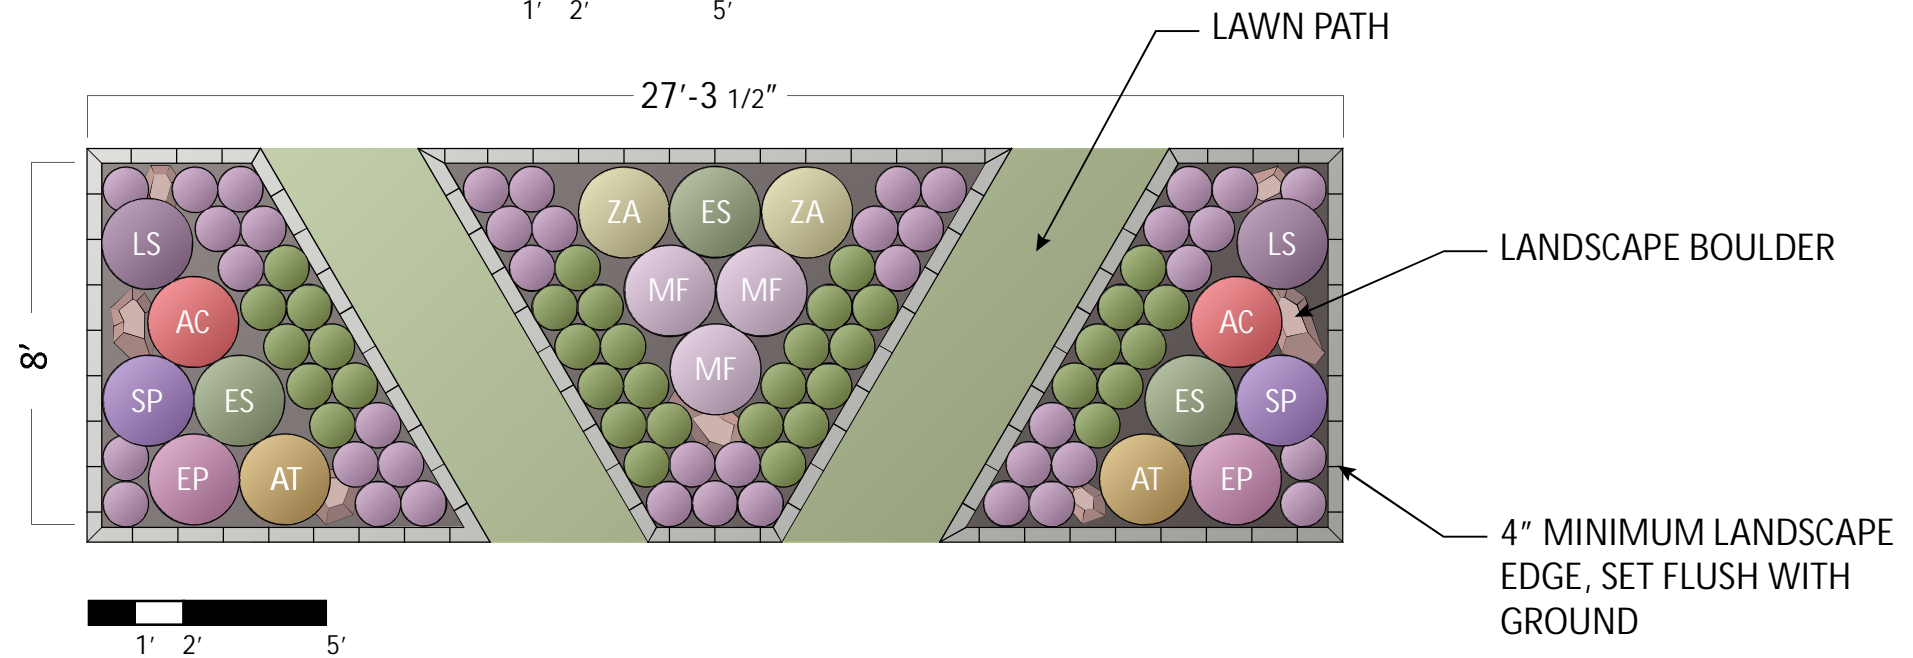 1′ 2′ 5′
LAWN PATH
27′-3 1/2″
ZA ES ZA
LS LS
MF MF
AC AC
MF
SP ES ES SP
EP AT AT EP
8′
LANDSCAPE BOULDER
4″ MINIMUM LANDSCAPE
EDGE, SET FLUSH WITH
GROUND
1′ 2′ 5′